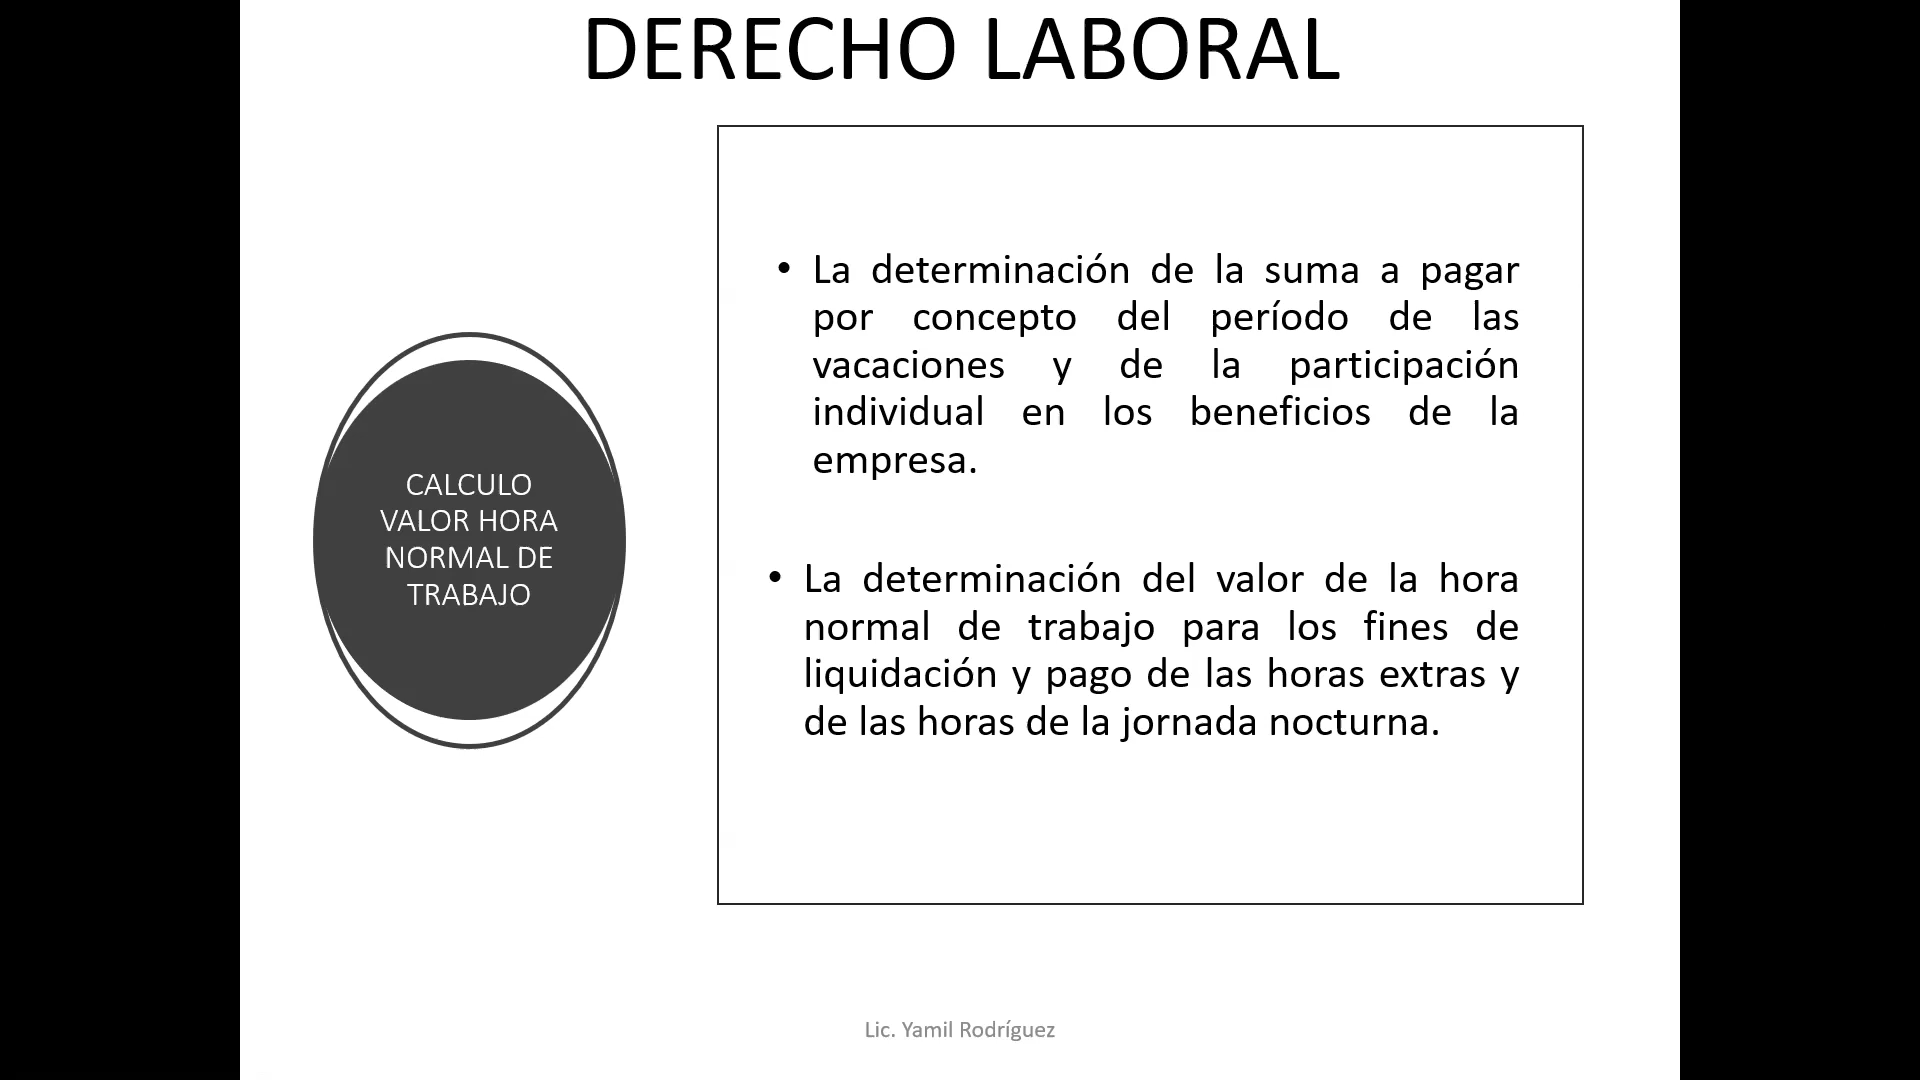 DERECHO LABORAL
CALCULO
VALOR HORA
NORMAL DE
TRABAJO
• La determinación de la suma a pagar
por concepto del período de las
vacaciones y de la participación
individual en los beneficios de la
empresa.
• La determinación del valor de la hora
normal de trabajo para los fines de
liquidación y pago de las horas extras y
de las horas de la jornada nocturna.
Lic. Yamil Rodríguez